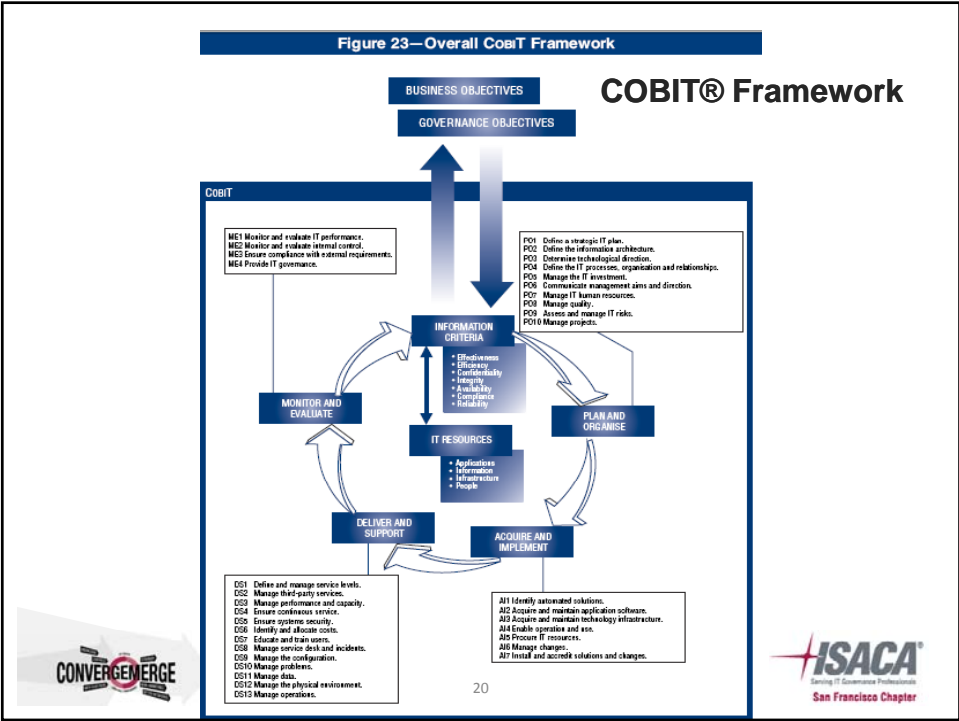 Figure 23—Overall COBIT Framework
COBIT® Framework
BUSINESS OBJECTIVES
GOVERNANCE OBJECTIVES
COBIT
ME1 Monitor and evaluate IT performance.
ME2 Monitor and evaluate internal control.
ME3 Ensure compliance with external requirements.
ME4 Provide IT governance.
PO1 Define a strategic IT plan.
PO2 Define the information architecture.
PO3 Determine technological direction.
PO4 Define the IT processes, organisation and relationships.
PO5 Manage the IT investment.
PO6 Communicate management aims and direction.
PO7 Manage IT human resources.
PO8 Manage quality.
PO9 Assess and manage IT risks.
PO10 Manage projects.
INFORMATION
CRITERIA
• Effectiveness
• Efficiency
• Confidentiality
• Integrity
• Availability
• Compliance
• Reliability
MONITOR AND
EVALUATE
PLAN AND
ORGANISE
IT RESOURCES
• Applications
• Information
• Infrastructure
• People
DELIVER AND
SUPPORT
ACQUIRE AND
IMPLEMENT
DS1 Define and manage service levels.
DS2 Manage third-party services.
DS3 Manage performance and capacity.
DS4 Ensure continuous service.
DS5 Ensure systems security.
DS6 Identify and allocate costs.
DS7 Educate and train users.
DS8 Manage service desk and incidents.
DS9 Manage the configuration.
DS10 Manage problems.
DS11 Manage data.
DS12 Manage the physical environment.
DS13 Manage operations.
AI1 Identify automated solutions.
AI2 Acquire and maintain application software.
AI3 Acquire and maintain technology infrastructure.
AI4 Enable operation and use.
AI5 Procure IT resources.
AI6 Manage changes.
AI7 Install and accredit solutions and changes.
CONVERGEMERGE
20
ISACA®
Serving IT Governance Professionals
San Francisco Chapter